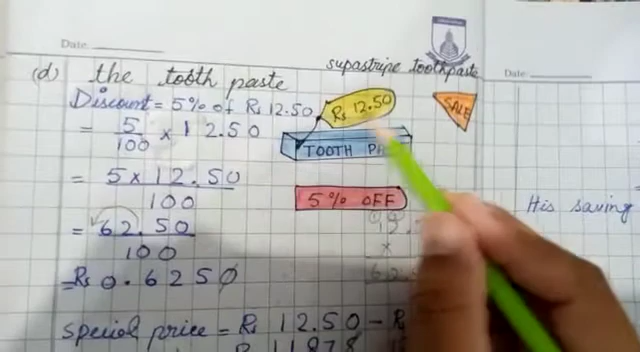 Date
supastripe toothpaste
Date:
(d) the tooth paste
Discount = 5% of Rs 12.50
Rs 12.50
SALE
= 5/100 × 12.50
TOOTH PA
= 5 × 12.50
100
5% OFF
His saving
= 62.50
100
= Rs 0.6250
special price = Rs 12.50 - R